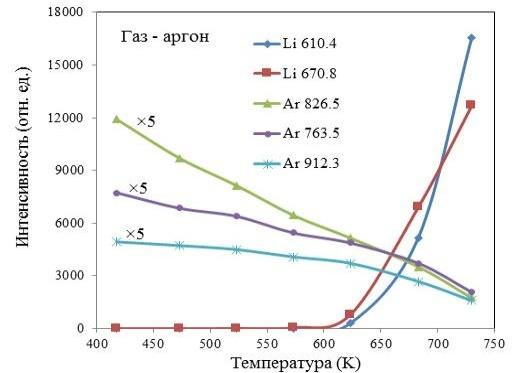 18000
15000
12000
9000
6000
3000
0
Интенсивность (отн. ед.)
Газ - аргон
Li 610.4
Li 670.8
Ar 826.5
Ar 763.5
Ar 912.3
×5
×5
×5
400 450 500 550 600 650 700 750
Температура (K)